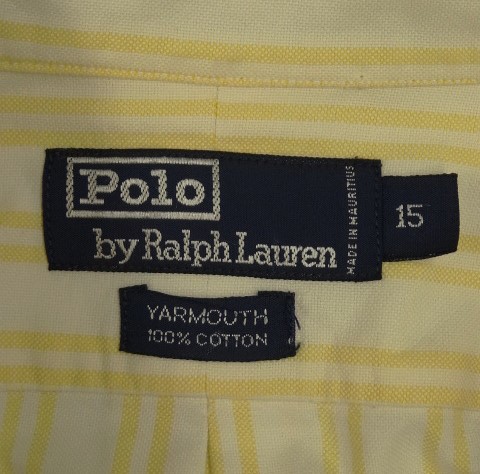 Polo
by Ralph Lauren
MADE IN MAURITIUS
15
YARMOUTH
100% COTTON